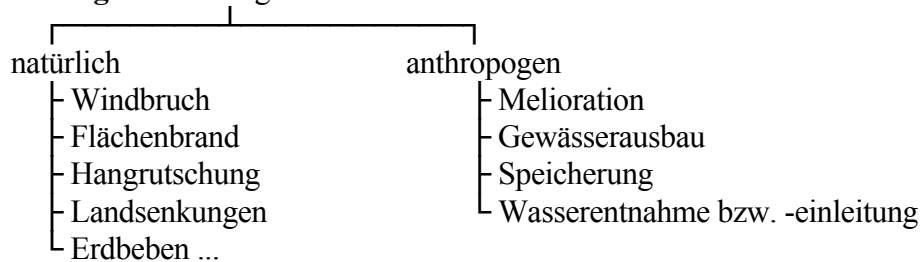 natürlich anthropogen
Windbruch Melioration
Flächenbrand Gewässerausbau
Hangrutschung Speicherung
Landsenkungen Wasserentnahme bzw. -einleitung
Erdbeben ...